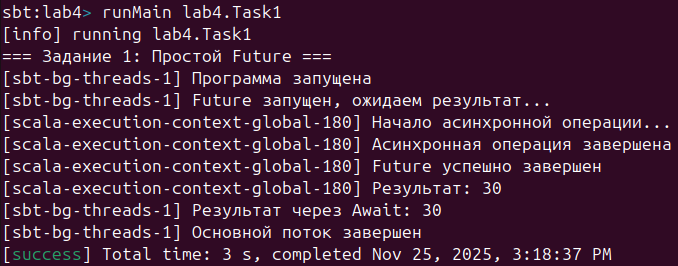 sbt:lab4> runMain lab4.Task1
[info] running lab4.Task1
=== Задание 1: Простой Future ===
[sbt-bg-threads-1] Программа запущена
[sbt-bg-threads-1] Future запущен, ожидаем результат...
[scala-execution-context-global-180] Начало асинхронной операции...
[scala-execution-context-global-180] Асинхронная операция завершена
[scala-execution-context-global-180] Future успешно завершен
[scala-execution-context-global-180] Результат: 30
[sbt-bg-threads-1] Результат через Await: 30
[sbt-bg-threads-1] Основной поток завершен
[success] Total time: 3 s, completed Nov 25, 2025, 3:18:37 PM